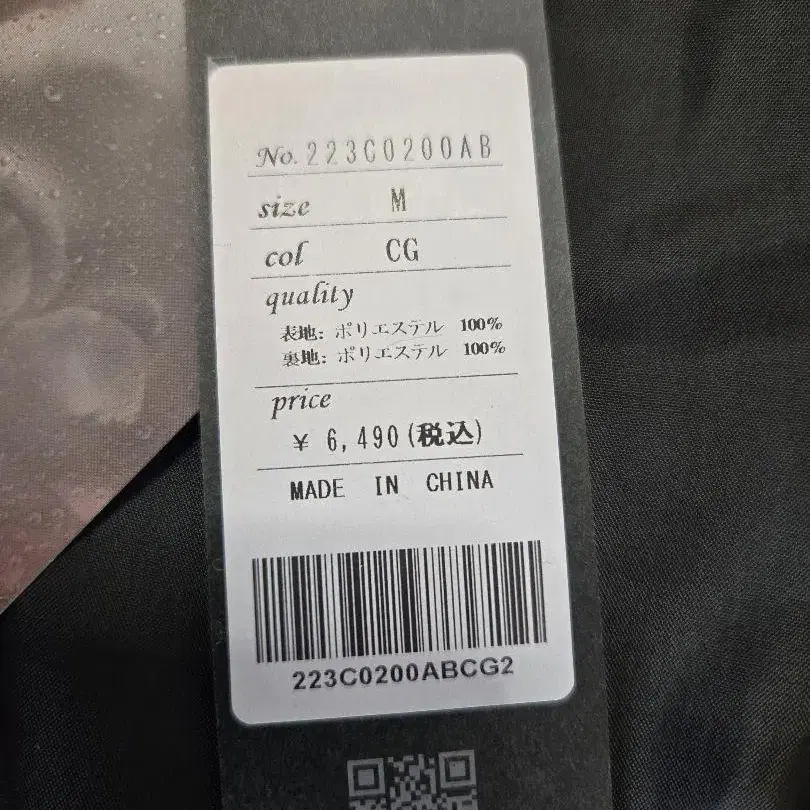 No. 223C0200AB
size M
col CG
quality
表地: ポリエステル 100%
裏地: ポリエステル 100%
price
¥ 6,490(税込)
MADE IN CHINA
223C0200ABCG2